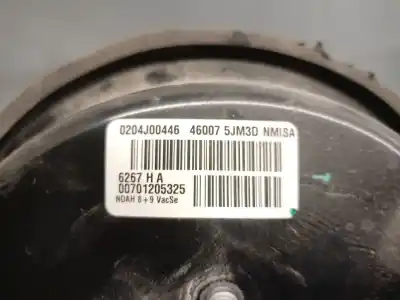 0204J00446 46007 5JM3D NMISA
6267 H A
00701205325
NOAH 8+9 VacSe